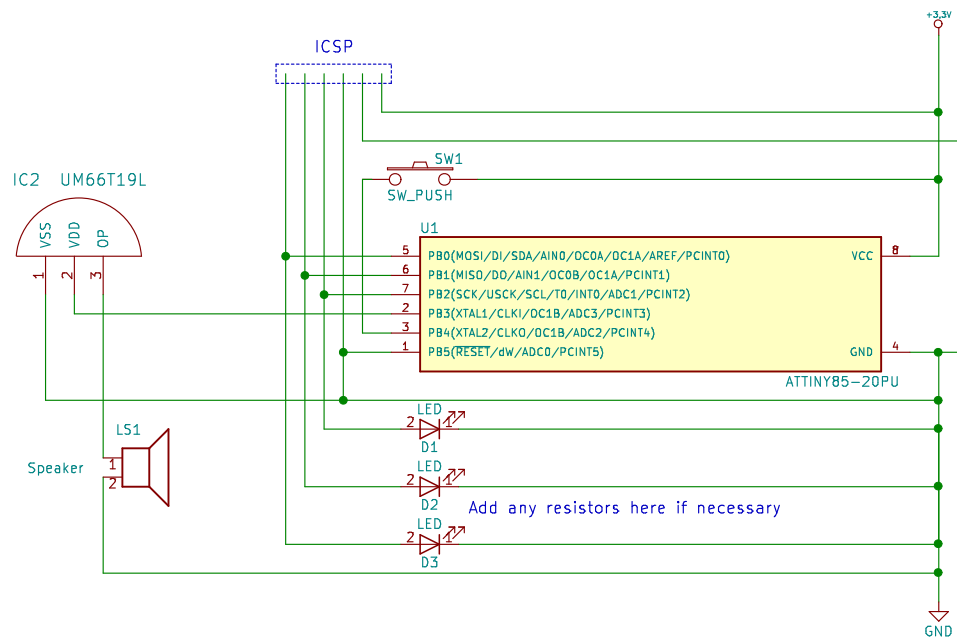 +3.3V
ICSP
SW1
SW_PUSH
IC2 UM66T19L
VSS
VDD
OP
1
2
3
U1
5 PB0(MOSI/DI/SDA/AIN0/OC0A/OC1A/AREF/PCINT0)
6 PB1(MISO/DO/AIN1/OC0B/OC1A/PCINT1)
7 PB2(SCK/USCK/SCL/T0/INT0/ADC1/PCINT2)
2 PB3(XTAL1/CLKI/OC1B/ADC3/PCINT3)
3 PB4(XTAL2/CLKO/OC1B/ADC2/PCINT4)
1 PB5(RESET/dW/ADC0/PCINT5)
VCC 8
GND 4
ATTINY85-20PU
LED
2 1
D1
LS1
Speaker
1
2
LED
2 1
D2
Add any resistors here if necessary
LED
2 1
D3
GND